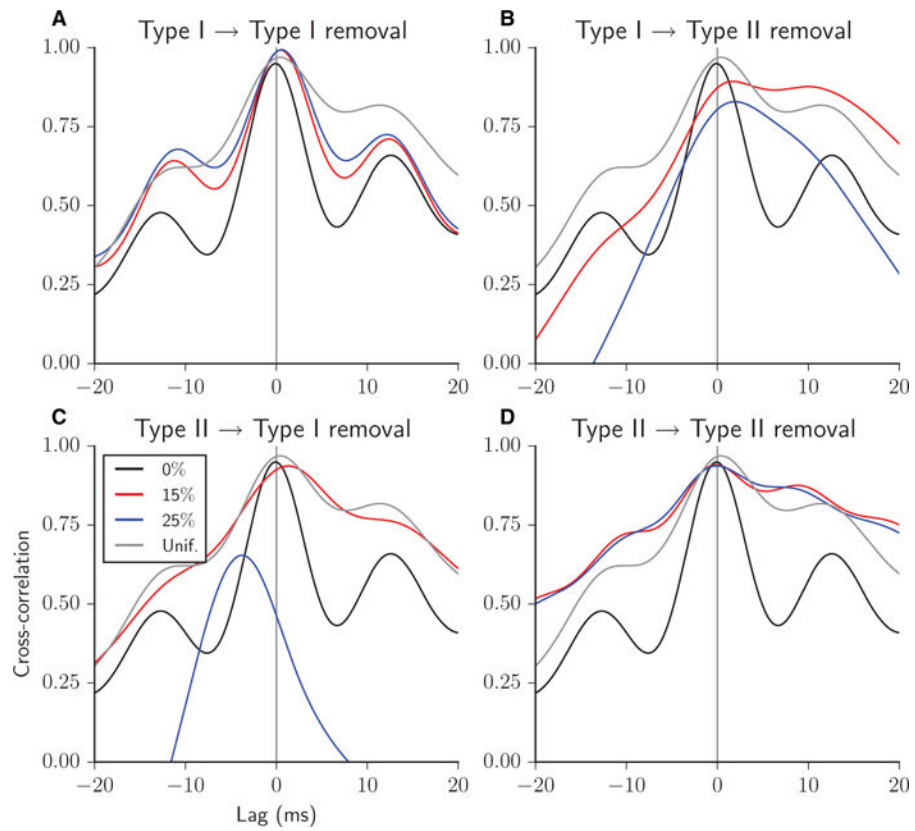 A
Type I → Type I removal
1.00
0.75
0.50
0.25
0.00
−20 −10 0 10 20
B
Type I → Type II removal
1.00
0.75
0.50
0.25
0.00
−20 −10 0 10 20
C
Type II → Type I removal
1.00
0.75
0.50
0.25
0.00
0%
15%
25%
Unif.
Cross-correlation
−20 −10 0 10 20
Lag (ms)
D
Type II → Type II removal
1.00
0.75
0.50
0.25
0.00
−20 −10 0 10 20